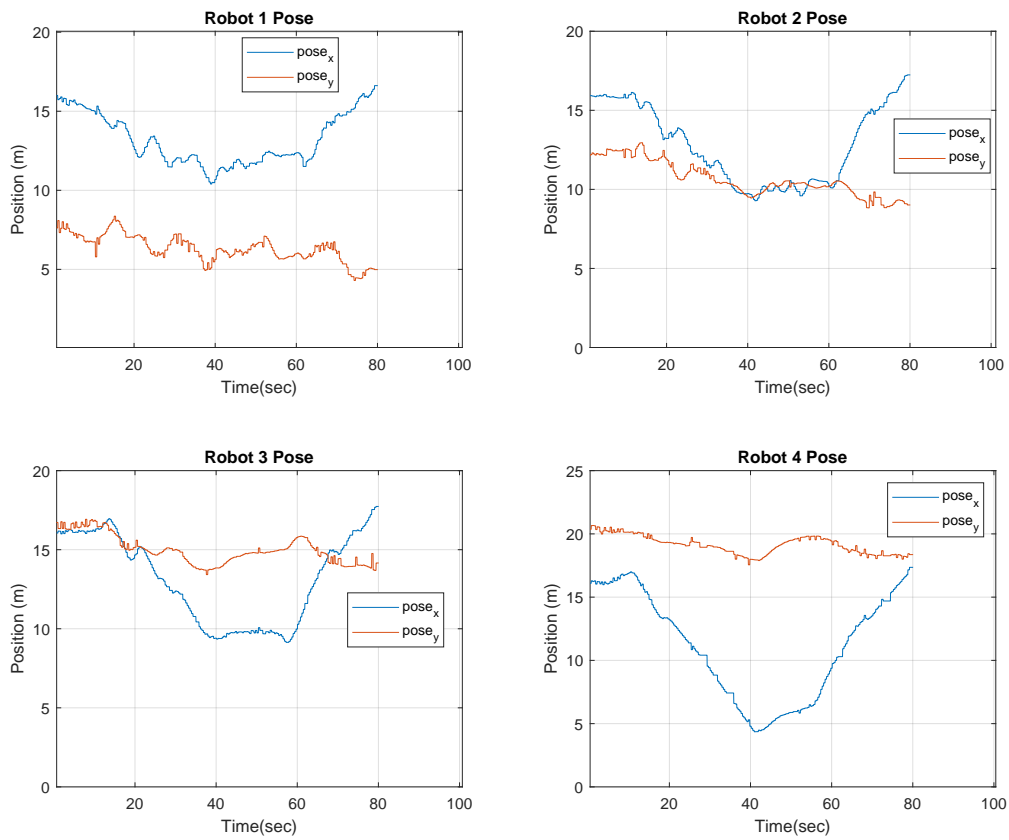 Robot 1 Pose
20
15
10
5
Position (m)
pose_x
pose_y
20 40 60 80 100
Time(sec)
Robot 2 Pose
20
15
10
5
0
Position (m)
pose_x
pose_y
20 40 60 80 100
Time(sec)
Robot 3 Pose
20
15
10
5
0
Position (m)
pose_x
pose_y
20 40 60 80 100
Time(sec)
Robot 4 Pose
25
20
15
10
5
0
Position (m)
pose_x
pose_y
20 40 60 80 100
Time(sec)